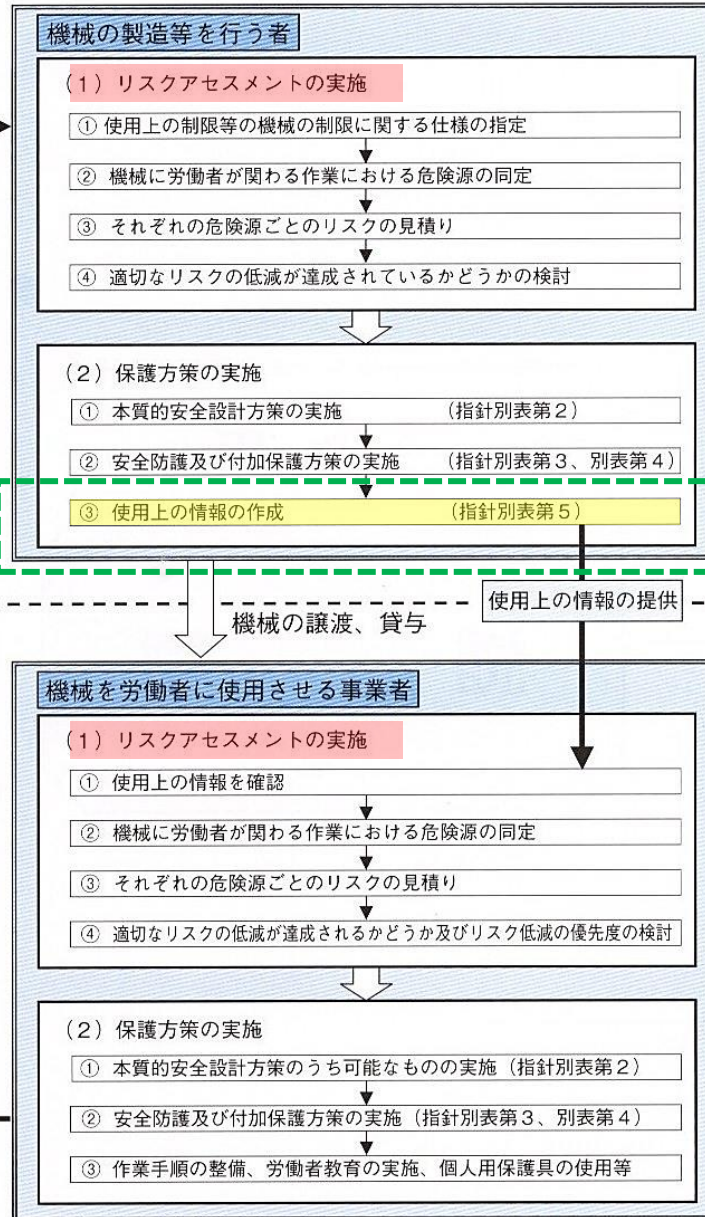 機械の製造等を行う者
(1) リスクアセスメントの実施
① 使用上の制限等の機械の制限に関する仕様の指定
② 機械に労働者が関わる作業における危険源の同定
③ それぞれの危険源ごとのリスクの見積り
④ 適切なリスクの低減が達成されているかどうかの検討
(2) 保護方策の実施
① 本質的安全設計方策の実施 (指針別表第2)
② 安全防護及び付加保護方策の実施 (指針別表第3、別表第4)
③ 使用上の情報の作成 (指針別表第5)
使用上の情報の提供
機械の譲渡、貸与
機械を労働者に使用させる事業者
(1) リスクアセスメントの実施
① 使用上の情報を確認
② 機械に労働者が関わる作業における危険源の同定
③ それぞれの危険源ごとのリスクの見積り
④ 適切なリスクの低減が達成されるかどうか及びリスク低減の優先度の検討
(2) 保護方策の実施
① 本質的安全設計方策のうち可能なものの実施 (指針別表第2)
② 安全防護及び付加保護方策の実施 (指針別表第3、別表第4)
③ 作業手順の整備、労働者教育の実施、個人用保護具の使用等